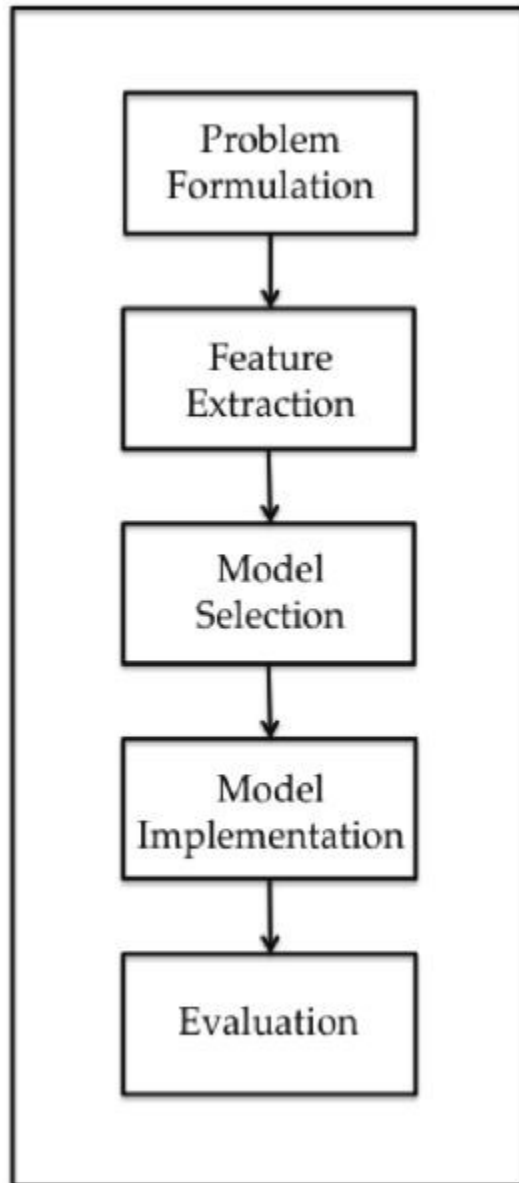 Problem
Formulation
Feature
Extraction
Model
Selection
Model
Implementation
Evaluation